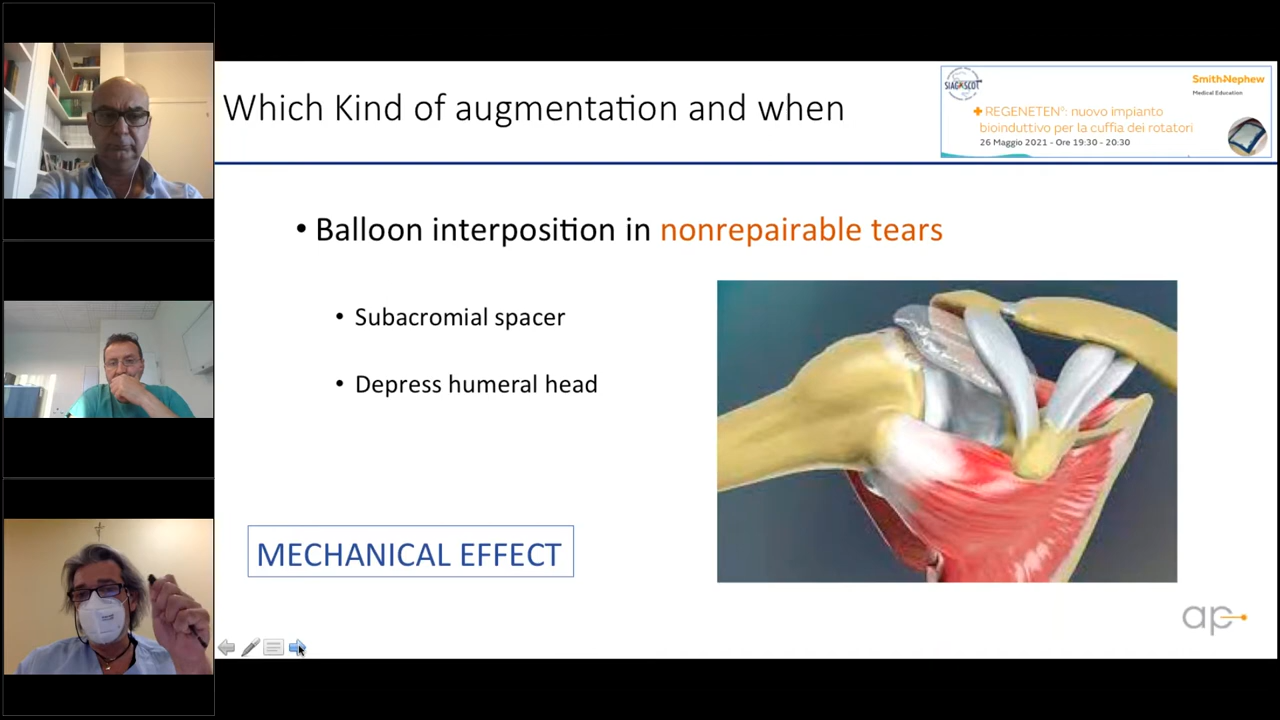 Which Kind of augmentation and when
SIAGASCOT
Smith+Nephew
Medical Education
REGENETEN®: nuovo impianto
bioinduttivo per la cuffia dei rotatori
26 Maggio 2021 - Ore 19:30 - 20:30
• Balloon interposition in nonrepairable tears
• Subacromial spacer
• Depress humeral head
MECHANICAL EFFECT
ap